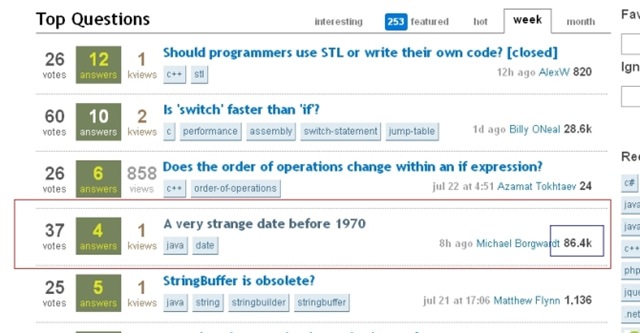 Top Questions interesting 253 featured hot week month
26 votes 12 answers 1 kviews Should programmers use STL or write their own code? [closed]
c++ stl
12h ago AlexW 820
60 votes 10 answers 2 kviews Is 'switch' faster than 'if'?
c performance assembly switch-statement jump-table
1d ago Billy ONeal 28.6k
26 votes 6 answers 858 views Does the order of operations change within an if expression?
c++ order-of-operations
jul 22 at 4:51 Azamat Tokhtaev 24
37 votes 4 answers 1 kviews A very strange date before 1970
java date
8h ago Michael Borgwardt 86.4k
25 votes 5 answers 1 kviews StringBuffer is obsolete?
java string stringbuilder stringbuffer
jul 21 at 17:06 Matthew Flynn 1,136
Fav
Ign
Rec
c#
java
java
c++
php
jque
.net